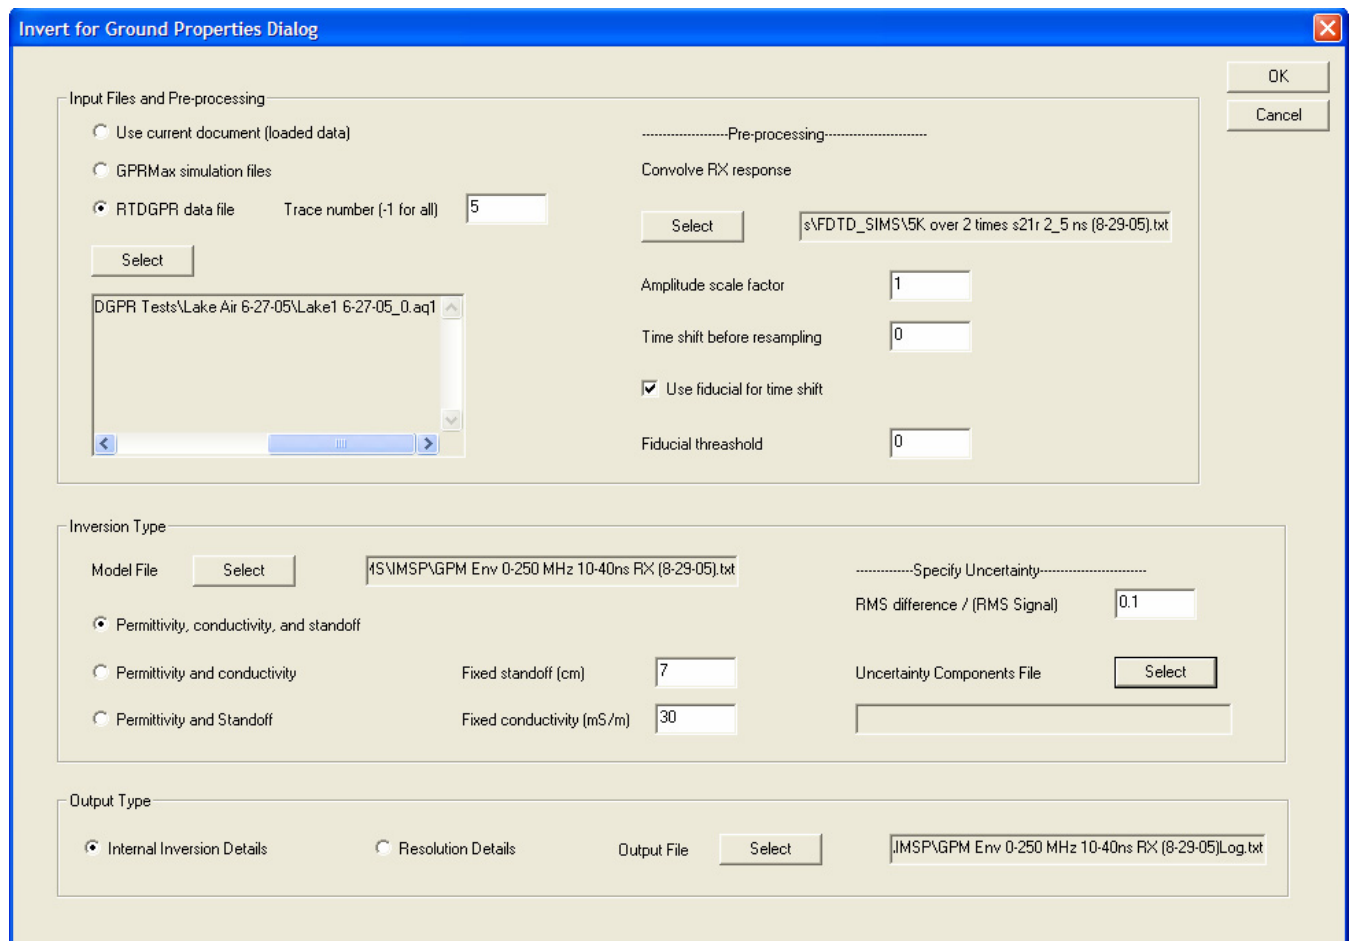 Invert for Ground Properties Dialog
OK
Cancel
Input Files and Pre-processing
Use current document (loaded data)
GPRMax simulation files
RTDGPR data file Trace number (-1 for all) 5
Select
DGPR Tests\Lake Air 6-27-05\Lake1 6-27-05_0.aq1
---------------------Pre-processing-------------------------
Convolve RX response
Select s\FDTD_SIMS\5K over 2 times s21r 2_5 ns (8-29-05).txt
Amplitude scale factor 1
Time shift before resampling 0
Use fiducial for time shift
Fiducial threashold 0
Inversion Type
Model File Select MS\IMSP\GPM Env 0-250 MHz 10-40ns RX (8-29-05).txt
Permittivity, conductivity, and standoff
Permittivity and conductivity Fixed standoff (cm) 7
Permittivity and Standoff Fixed conductivity (mS/m) 30
--------------Specify Uncertainty--------------------------
RMS difference / (RMS Signal) 0.1
Uncertainty Components File Select
Output Type
Internal Inversion Details Resolution Details Output File Select .IMSP\GPM Env 0-250 MHz 10-40ns RX (8-29-05)Log.txt